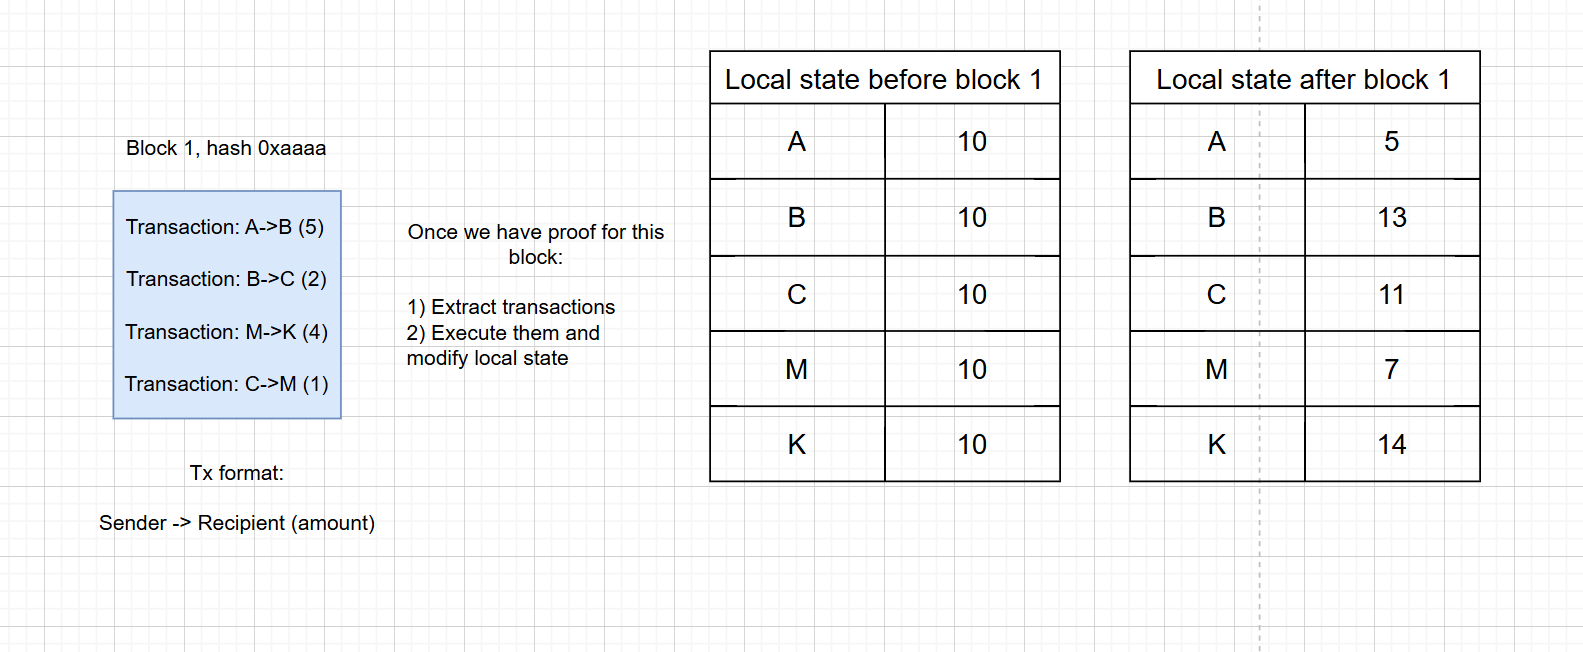 Block 1, hash 0xaaaa
Transaction: A->B (5)
Transaction: B->C (2)
Transaction: M->K (4)
Transaction: C->M (1)
Tx format:
Sender -> Recipient (amount)
Once we have proof for this
block:
1) Extract transactions
2) Execute them and
modify local state
Local state before block 1
A 10
B 10
C 10
M 10
K 10
Local state after block 1
A 5
B 13
C 11
M 7
K 14